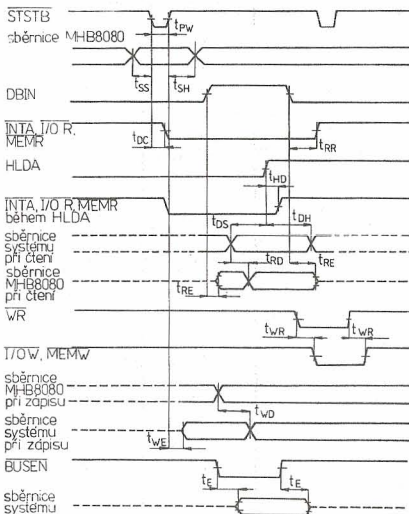 STSTB
tPW
sběrnice MHB8080
tSS
tSH
DBIN
INTA, I/O R,
MEMR
tDC
tRR
HLDA
tHD
INTA, I/O R, MEMR
během HLDA
tDS
tDH
sběrnice
systému
při čtení
tRD
tRE
sběrnice
MHB8080
při čtení
tRE
WR
tWR
tWR
I/OW, MEMW
sběrnice
MHB8080
při zápisu
tWD
sběrnice
systému
při zápisu
tWE
BUSEN
tE
tE
sběrnice
systému